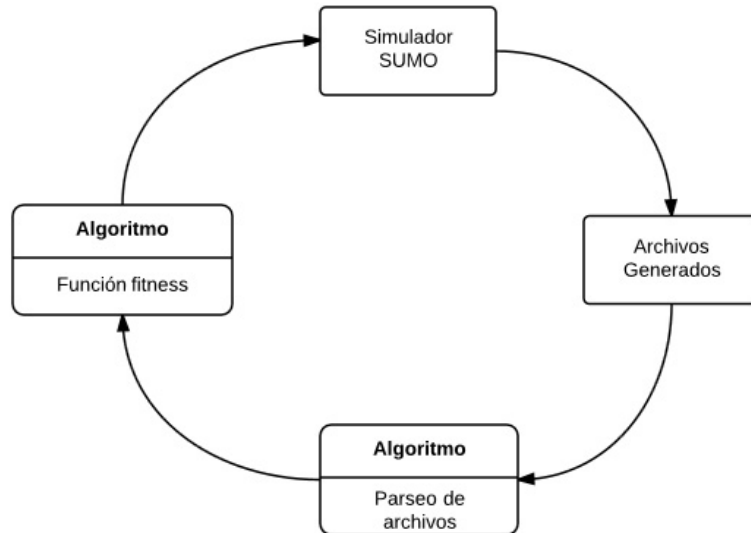 Simulador
SUMO
Algoritmo
Función fitness
Archivos
Generados
Algoritmo
Parseo de
archivos